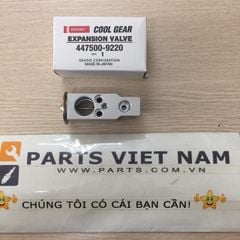 DENSO
COOL GEAR
EXPANSION VALVE
447500-9220
QTY 1
DENSO CORPORATION
MADE IN JAPAN
PARTS VIET NAM
WWW.PARTS.COM.VN
CHÚNG TÔI CÓ CÁI BẠN CẦN!